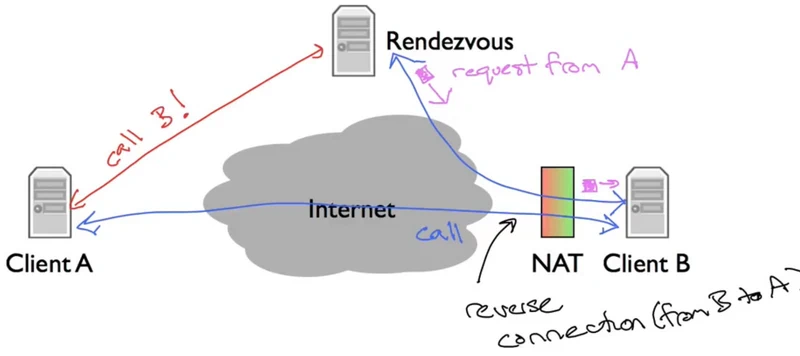 Rendezvous
request from A
call B!
Internet
call
Client A
NAT
Client B
reverse
connection (from B to A)